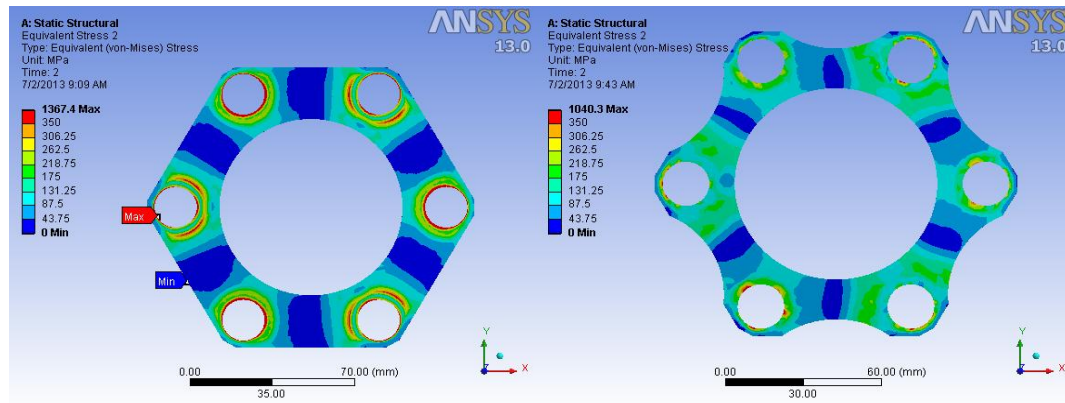 A: Static Structural
Equivalent Stress 2
Type: Equivalent (von-Mises) Stress
Unit: MPa
Time: 2
7/2/2013 9:09 AM
1367.4 Max
350
306.25
262.5
218.75
175
131.25
87.5
43.75
0 Min
ANSYS
13.0
Max
Min
0.00
70.00 (mm)
35.00
Y
Z
X
A: Static Structural
Equivalent Stress 2
Type: Equivalent (von-Mises) Stress
Unit: MPa
Time: 2
7/2/2013 9:43 AM
1040.3 Max
350
306.25
262.5
218.75
175
131.25
87.5
43.75
0 Min
ANSYS
13.0
0.00
60.00 (mm)
30.00
Y
Z
X